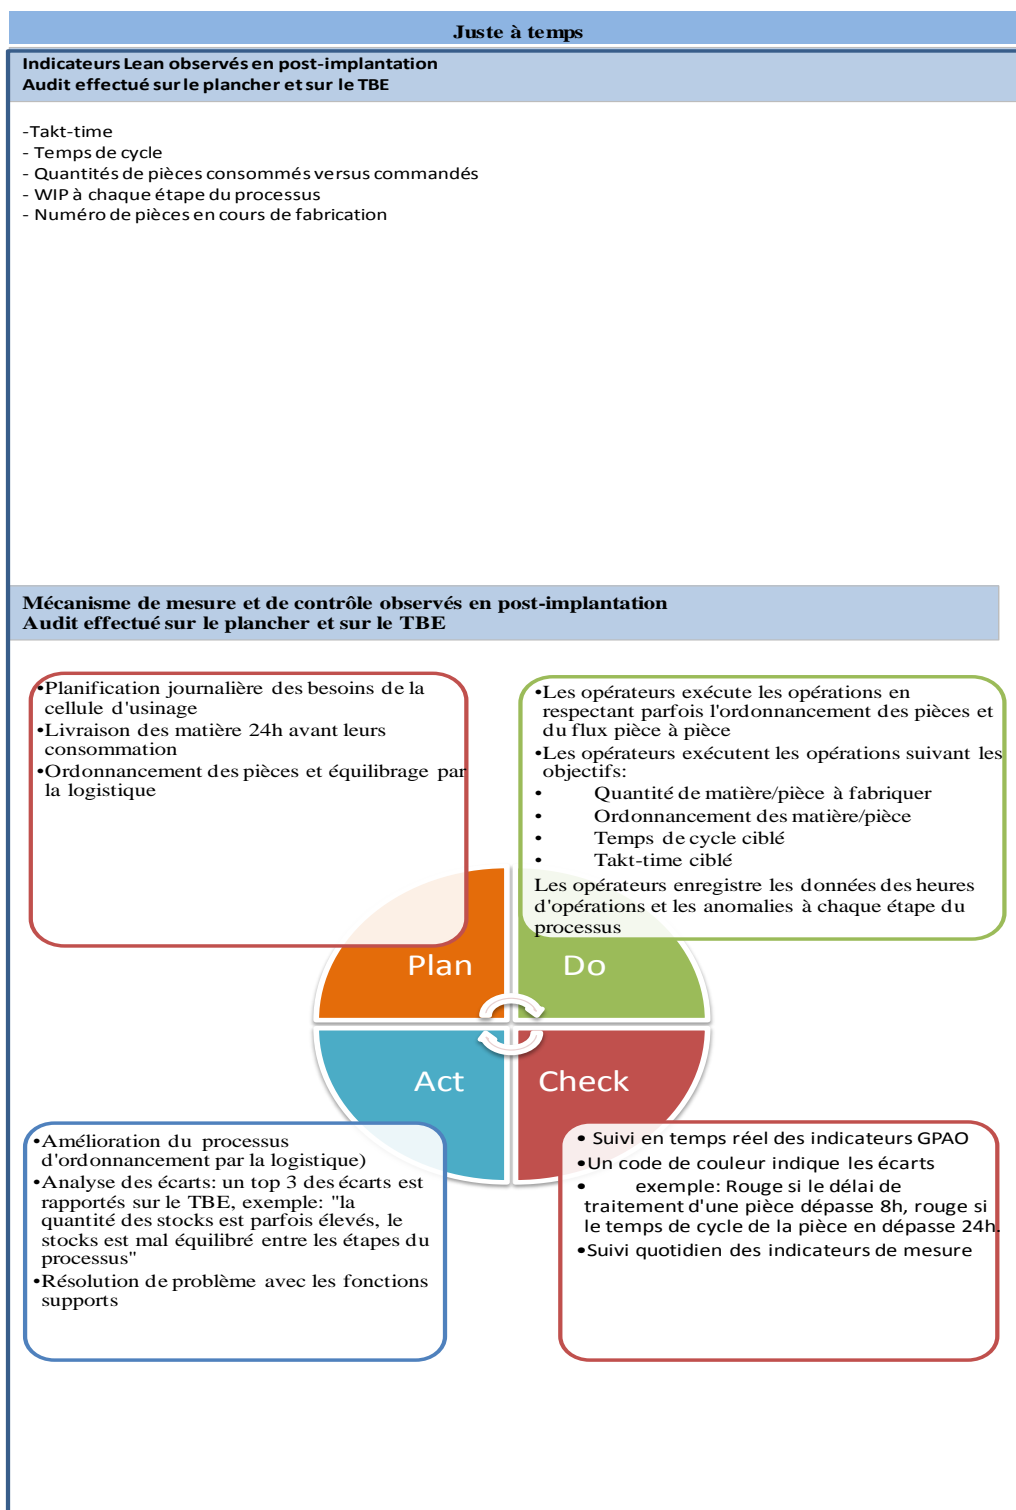 Juste à temps
Indicateurs Lean observés en post-implantation
Audit effectué sur le plancher et sur le TBE
-Takt-time
- Temps de cycle
- Quantités de pièces consommés versus commandés
- WIP à chaque étape du processus
- Numéro de pièces en cours de fabrication
Mécanisme de mesure et de contrôle observés en post-implantation
Audit effectué sur le plancher et sur le TBE
•Planification journalière des besoins de la
cellule d'usinage
•Livraison des matière 24h avant leurs
consommation
•Ordonnancement des pièces et équilibrage par
la logistique
•Les opérateurs exécute les opérations en
respectant parfois l'ordonnancement des pièces et
du flux pièce à pièce
•Les opérateurs exécutent les opérations suivant les
objectifs:
• Quantité de matière/pièce à fabriquer
• Ordonnancement des matière/pièce
• Temps de cycle ciblé
• Takt-time ciblé
Les opérateurs enregistre les données des heures
d'opérations et les anomalies à chaque étape du
processus
Plan
Do
Act
Check
•Amélioration du processus
d'ordonnancement par la logistique)
•Analyse des écarts: un top 3 des écarts est
rapportés sur le TBE, exemple: "la
quantité des stocks est parfois élevés, le
stocks est mal équilibré entre les étapes du
processus"
•Résolution de problème avec les fonctions
supports
• Suivi en temps réel des indicateurs GPAO
•Un code de couleur indique les écarts
• exemple: Rouge si le délai de
traitement d'une pièce dépasse 8h, rouge si
le temps de cycle de la pièce en dépasse 24h.
•Suivi quotidien des indicateurs de mesure